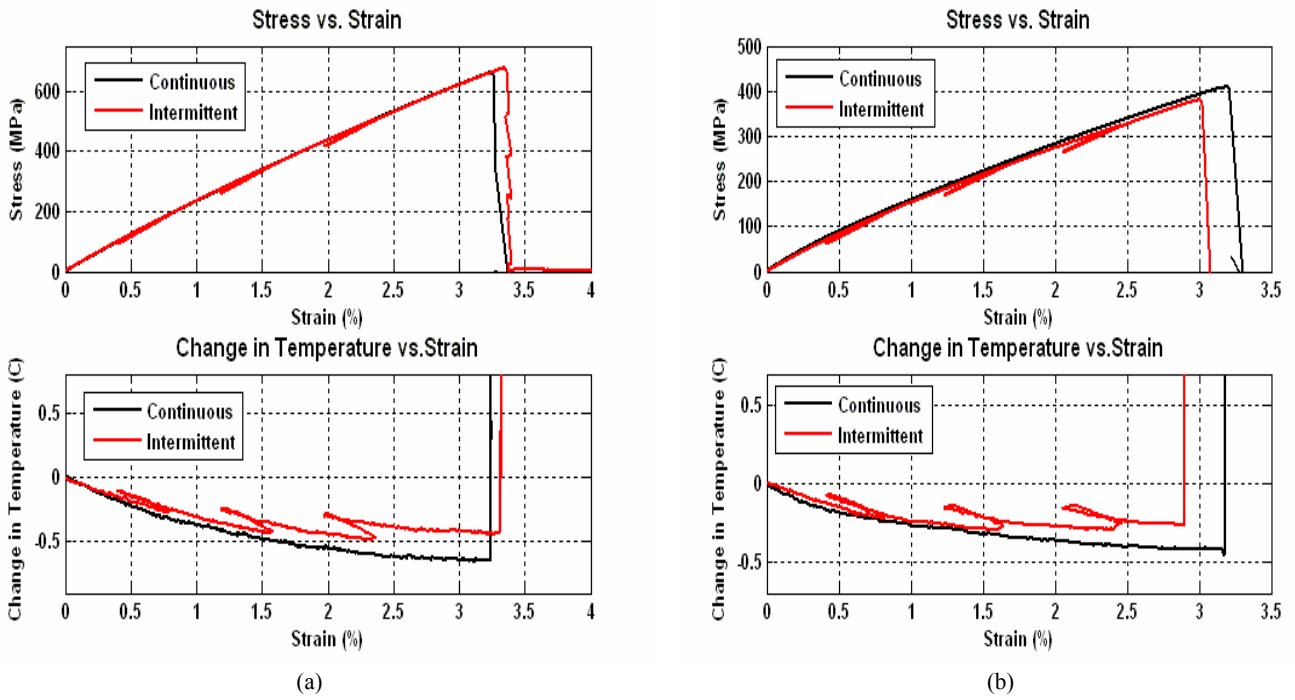 Stress vs. Strain
Stress (MPa)
600
400
200
0
Continuous
Intermittent
0 0.5 1 1.5 2 2.5 3 3.5 4
Strain (%)
Change in Temperature vs.Strain
Change in Temperature (C)
0.5
0
-0.5
Continuous
Intermittent
0 0.5 1 1.5 2 2.5 3 3.5 4
Strain (%)
(a)
Stress vs. Strain
Stress (MPa)
500
400
300
200
100
0
Continuous
Intermittent
0 0.5 1 1.5 2 2.5 3 3.5
Strain (%)
Change in Temperature vs.Strain
Change in Temperature (C)
0.5
0
-0.5
Continuous
Intermittent
0 0.5 1 1.5 2 2.5 3 3.5
Strain (%)
(b)